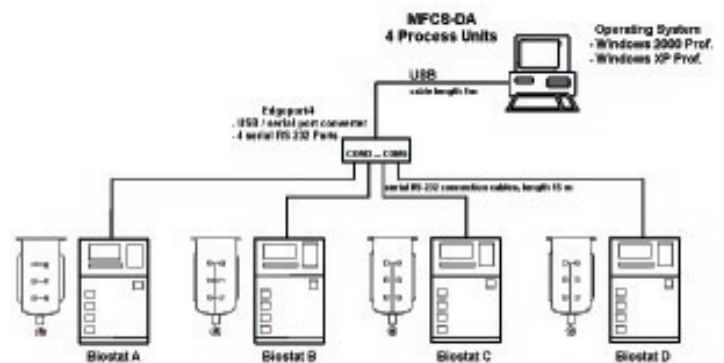 MFCS-DA
4 Process Units
Operating System
- Windows 2000 Prof.
- Windows XP Prof.
USB
cable length 5m
Edgeport/4
- USB / serial port converter
- 4 serial RS 232 Ports
COM3 ... COM6
serial RS-232 connection cables, length 15 m
Biostat A
Biostat B
Biostat C
Biostat D